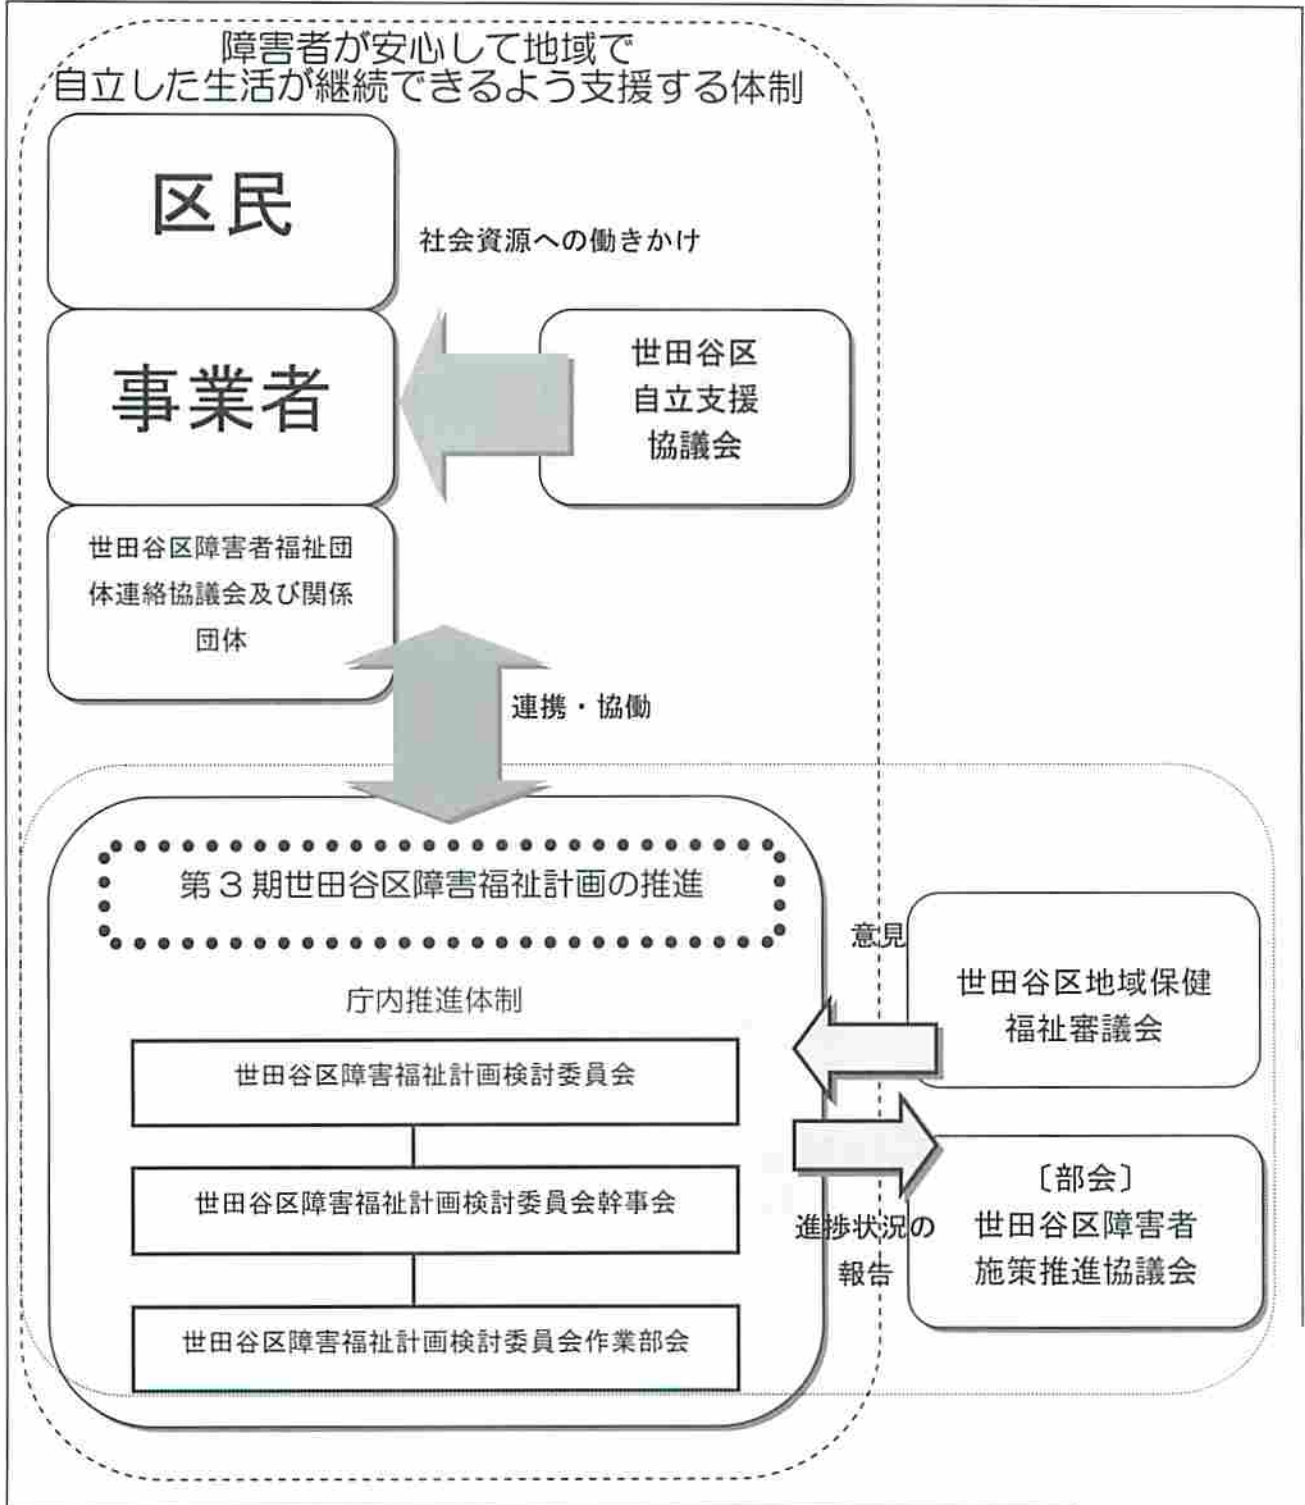 障害者が安心して地域で
自立した生活が継続できるよう支援する体制
区民
社会資源への働きかけ
事業者
世田谷区
自立支援
協議会
世田谷区障害者福祉団
体連絡協議会及び関係
団体
連携・協働
第3期世田谷区障害福祉計画の推進
庁内推進体制
世田谷区障害福祉計画検討委員会
世田谷区障害福祉計画検討委員会幹事会
世田谷区障害福祉計画検討委員会作業部会
意見
世田谷区地域保健
福祉審議会
進捗状況の
報告
〔部会〕
世田谷区障害者
施策推進協議会